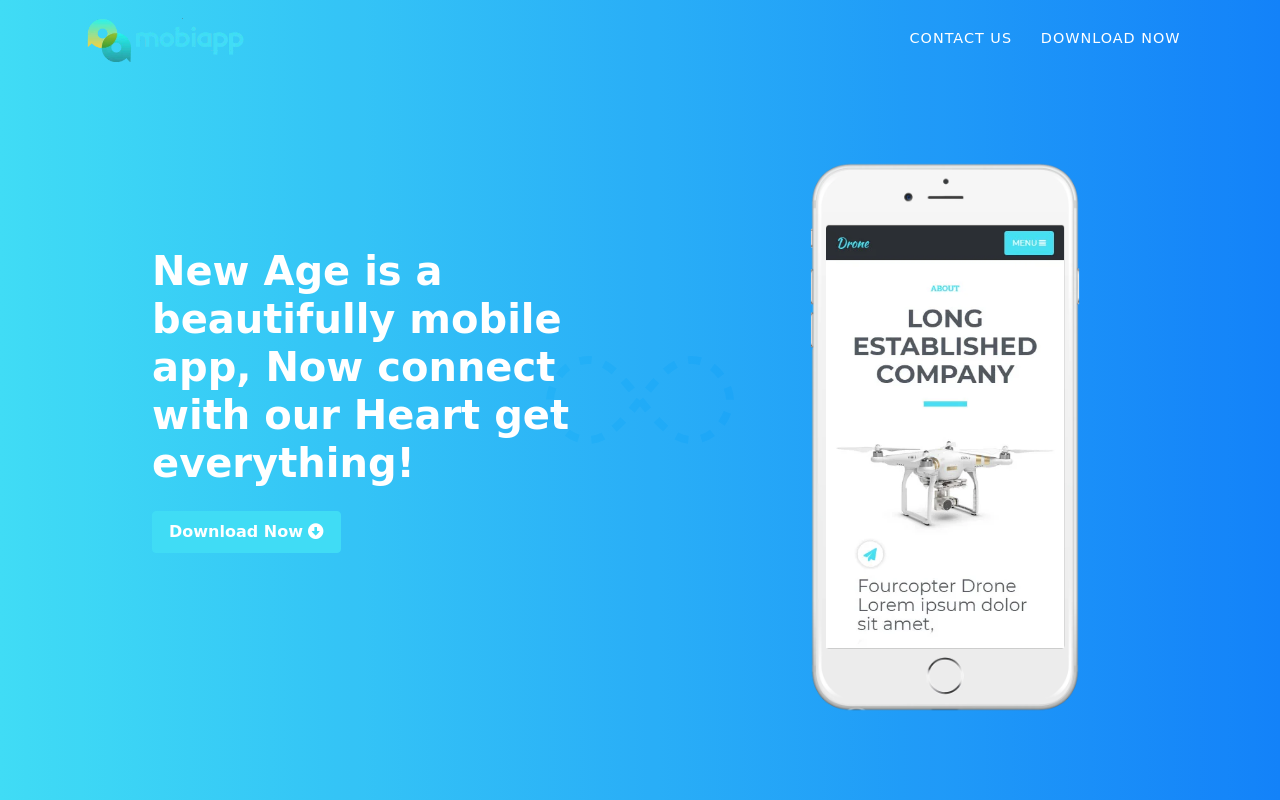 mobiapp
CONTACT US
DOWNLOAD NOW
New Age is a
beautifully mobile
app, Now connect
with our Heart get
everything!
Download Now
Drone
MENU
ABOUT
LONG
ESTABLISHED
COMPANY
Fourcopter Drone
Lorem ipsum dolor
sit amet,